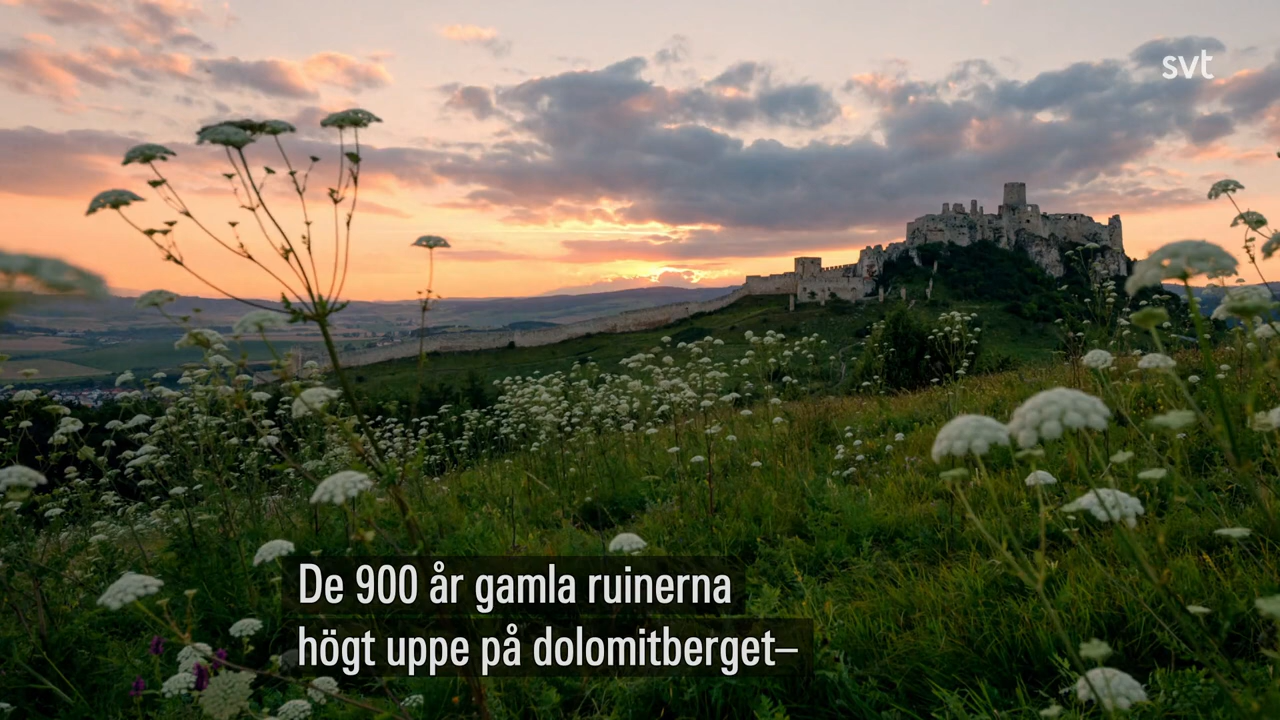 svt
De 900 år gamla ruinerna
högt uppe på dolomitberget–